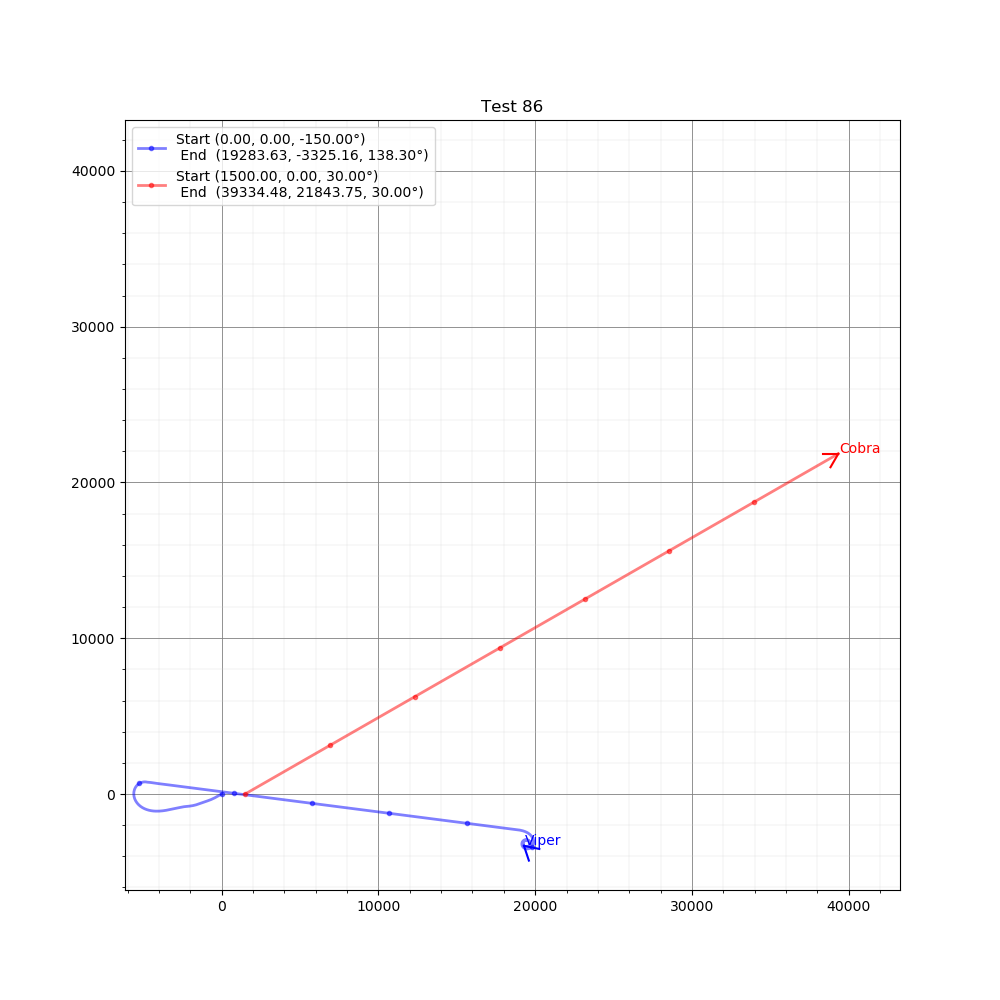 Test 86
Start (0.00, 0.00, -150.00°)
End (19283.63, -3325.16, 138.30°)
Start (1500.00, 0.00, 30.00°)
End (39334.48, 21843.75, 30.00°)
40000
30000
20000
10000
0
Cobra
Viper
0
10000
20000
30000
40000